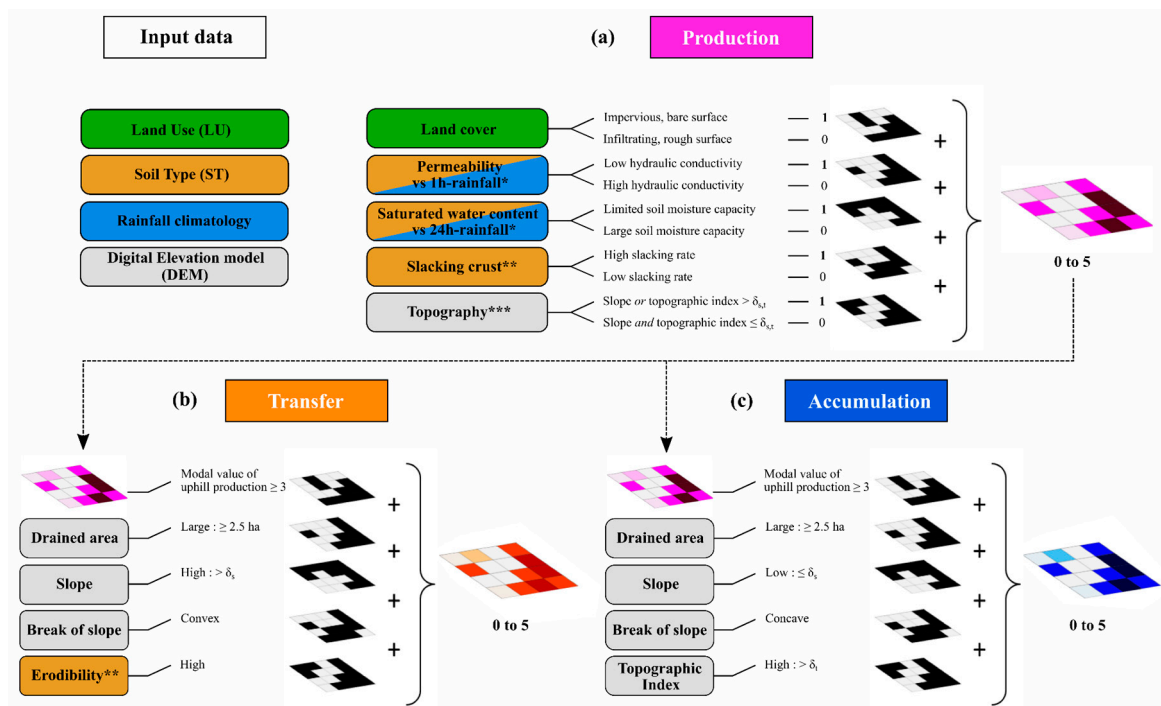 Input data
(a)
Production
Land Use (LU)
Soil Type (ST)
Rainfall climatology
Digital Elevation model
(DEM)
Land cover
Impervious, bare surface
1
Infiltrating, rough surface
0
+
Permeability
vs 1h-rainfall*
Low hydraulic conductivity
1
High hydraulic conductivity
0
+
Saturated water content
vs 24h-rainfall*
Limited soil moisture capacity
1
Large soil moisture capacity
0
+
Slacking crust**
High slacking rate
1
Low slacking rate
0
+
Topography***
Slope or topographic index > δs,t
1
Slope and topographic index ≤ δs,t
0
0 to 5
(b)
Transfer
Modal value of
uphill production ≥ 3
+
Drained area
Large : ≥ 2.5 ha
+
Slope
High : > δs
+
Break of slope
Convex
+
Erodibility**
High
0 to 5
(c)
Accumulation
Modal value of
uphill production ≥ 3
+
Drained area
Large : ≥ 2.5 ha
+
Slope
Low : ≤ δs
+
Break of slope
Concave
+
Topographic
Index
High : > δt
0 to 5